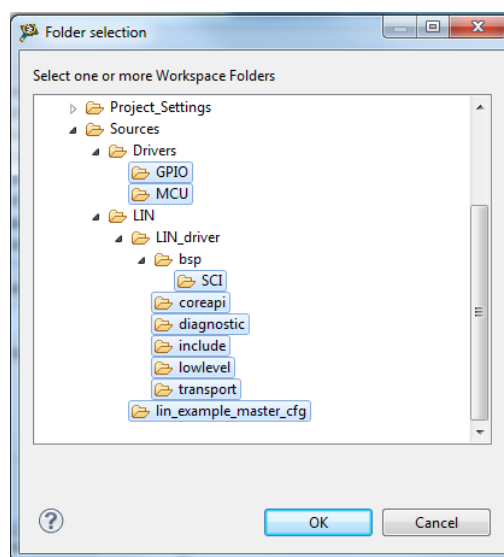 Folder selection
Select one or more Workspace Folders
Project_Settings
Sources
Drivers
GPIO
MCU
LIN
LIN_driver
bsp
SCI
coreapi
diagnostic
include
lowlevel
transport
lin_example_master_cfg
?
OK
Cancel